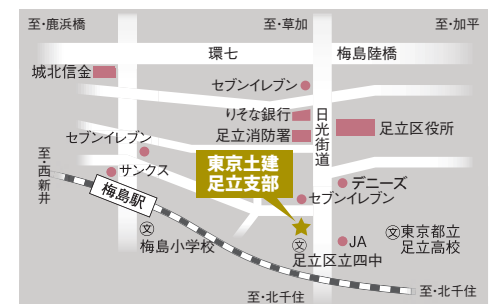 至・鹿浜橋
至・草加
至・加平
環七
梅島陸橋
城北信金
セブンイレブン
りそな銀行
足立消防署
日光街道
足立区役所
セブンイレブン
サンクス
至・西新井
梅島駅
東京土建
足立支部
デニーズ
セブンイレブン
文
梅島小学校
文
足立区立四中
JA
文東京都立
足立高校
至・北千住
至・北千住